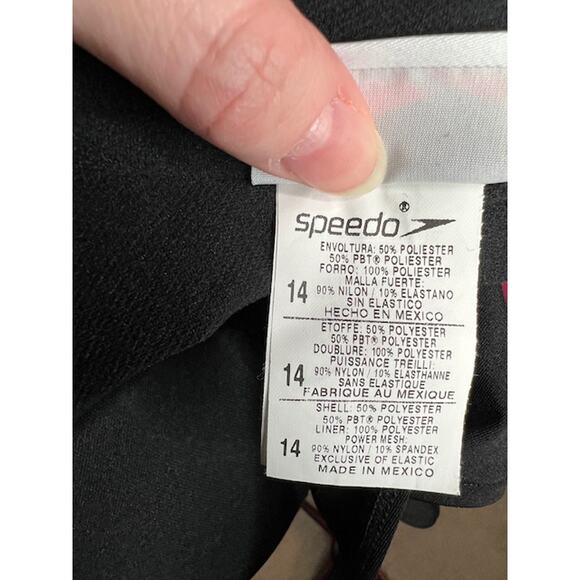 speedo®
ENVOLTURA: 50% POLIESTER
50% PBT® POLIESTER
FORRO: 100% POLIESTER
MALLA FUERTE:
14 90% NILON / 10% ELASTANO
SIN ELASTICO
HECHO EN MEXICO
ETOFFE: 50% POLYESTER
50% PBT® POLYESTER
DOUBLURE: 100% POLYESTER
PUISSANCE TREILLI:
14 90% NYLON / 10% ELASTHANNE
SANS ELASTIQUE
FABRIQUE AU MEXIQUE
SHELL: 50% POLYESTER
50% PBT® POLYESTER
LINER: 100% POLYESTER
POWER MESH:
14 90% NYLON / 10% SPANDEX
EXCLUSIVE OF ELASTIC
MADE IN MEXICO